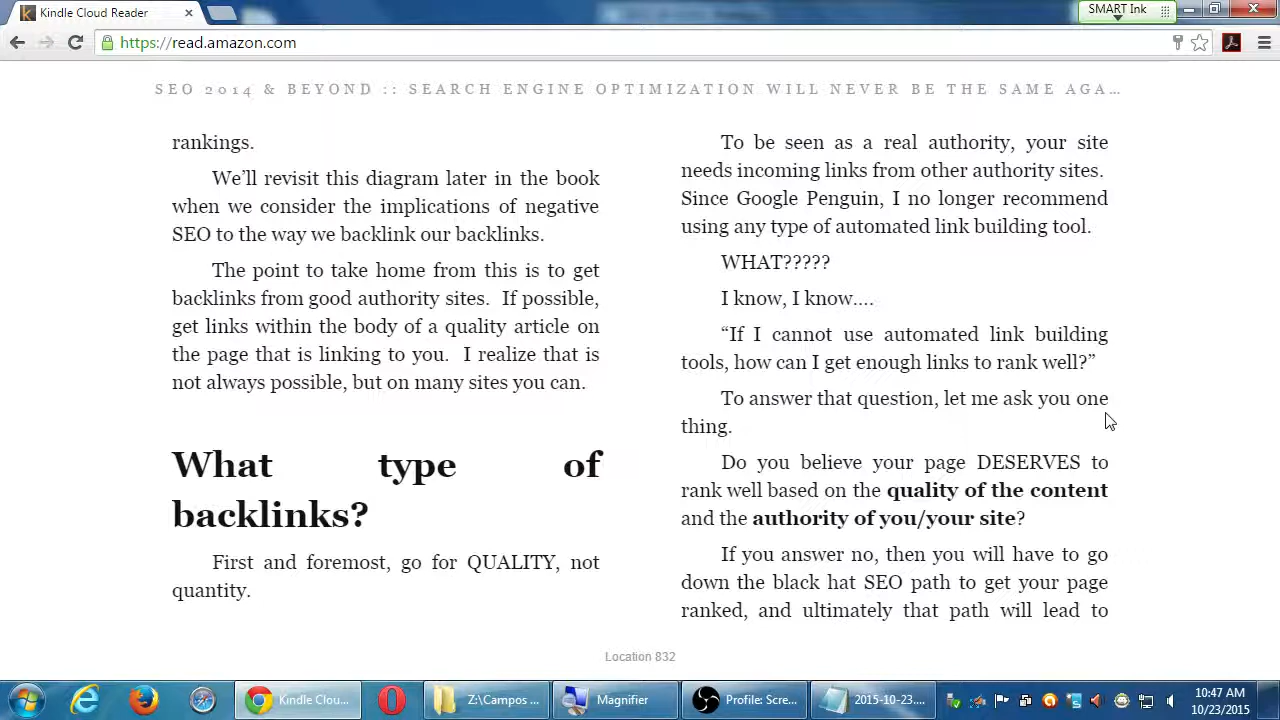 Kindle Cloud Reader
SMART Ink
https://read.amazon.com
SEO 2014 & BEYOND :: SEARCH ENGINE OPTIMIZATION WILL NEVER BE THE SAME AGA...
rankings.
We’ll revisit this diagram later in the book
when we consider the implications of negative
SEO to the way we backlink our backlinks.
The point to take home from this is to get
backlinks from good authority sites.  If possible,
get links within the body of a quality article on
the page that is linking to you.  I realize that is
not always possible, but on many sites you can.
What type of
backlinks?
First and foremost, go for QUALITY, not
quantity.
To be seen as a real authority, your site
needs incoming links from other authority sites.
Since Google Penguin, I no longer recommend
using any type of automated link building tool.
WHAT?????
I know, I know....
“If I cannot use automated link building
tools, how can I get enough links to rank well?”
To answer that question, let me ask you one
thing.
Do you believe your page DESERVES to
rank well based on the quality of the content
and the authority of you/your site?
If you answer no, then you will have to go
down the black hat SEO path to get your page
ranked, and ultimately that path will lead to
Location 832
Kindle Clou...
Z:\Campos ...
Magnifier
Profile: Scre...
2015-10-23....
10:47 AM
10/23/2015